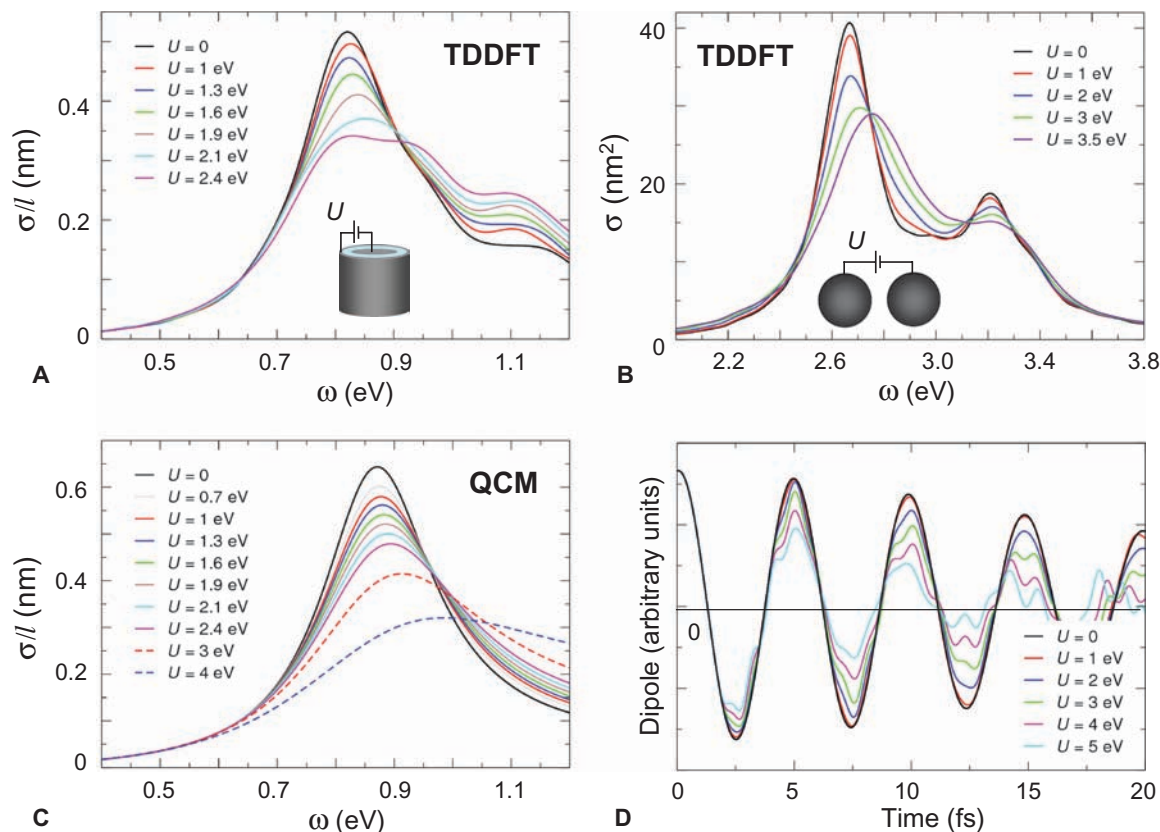 TDDFT
U = 0
U = 1 eV
U = 1.3 eV
U = 1.6 eV
U = 1.9 eV
U = 2.1 eV
U = 2.4 eV
U
0.4
0.2
0
σ/l (nm)
0.5 0.7 0.9 1.1
A
ω (eV)
TDDFT
U = 0
U = 1 eV
U = 2 eV
U = 3 eV
U = 3.5 eV
U
40
20
0
σ (nm²)
2.2 2.6 3.0 3.4 3.8
B
ω (eV)
QCM
U = 0
U = 0.7 eV
U = 1 eV
U = 1.3 eV
U = 1.6 eV
U = 1.9 eV
U = 2.1 eV
U = 2.4 eV
U = 3 eV
U = 4 eV
0.6
0.4
0.2
0
σ/l (nm)
0.5 0.7 0.9 1.1
C
ω (eV)
Dipole (arbitrary units)
0
U = 0
U = 1 eV
U = 2 eV
U = 3 eV
U = 4 eV
U = 5 eV
0 5 10 15 20
D
Time (fs)